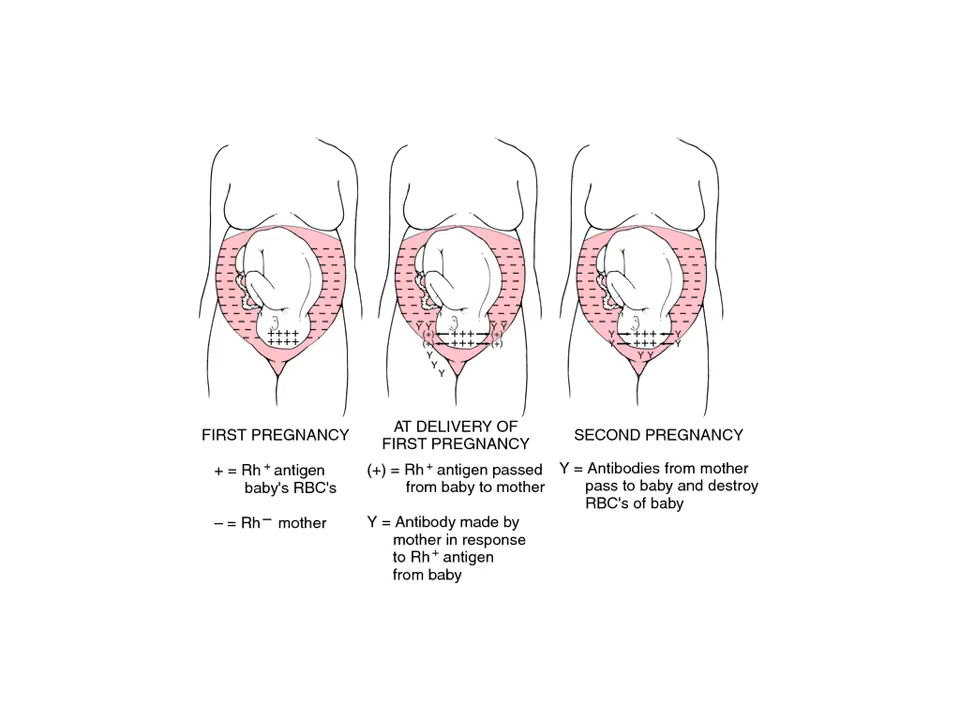 FIRST PREGNANCY
+ = Rh⁺ antigen
baby's RBC's
– = Rh⁻ mother
AT DELIVERY OF
FIRST PREGNANCY
(+) = Rh⁺ antigen passed
from baby to mother
Y = Antibody made by
mother in response
to Rh⁺ antigen
from baby
SECOND PREGNANCY
Y = Antibodies from mother
pass to baby and destroy
RBC's of baby